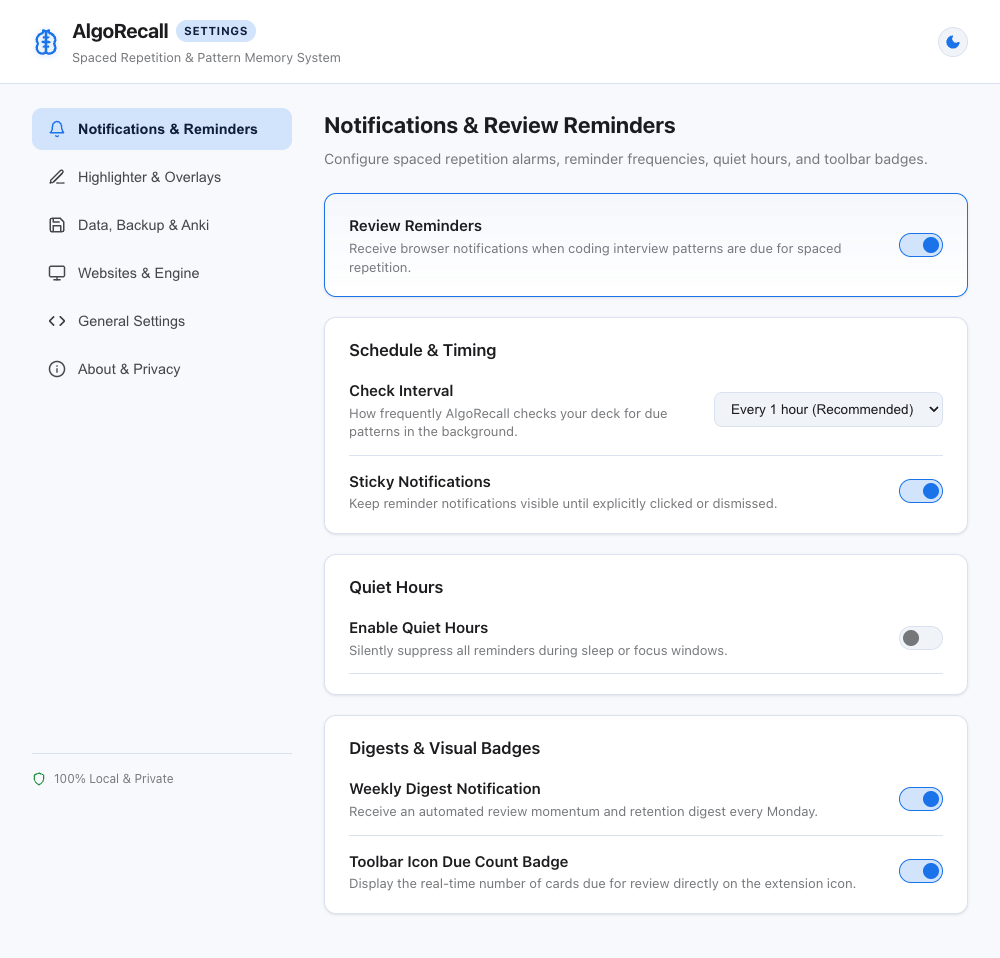 AlgoRecall SETTINGS
Spaced Repetition & Pattern Memory System
Notifications & Reminders
Highlighter & Overlays
Data, Backup & Anki
Websites & Engine
General Settings
About & Privacy
100% Local & Private
Notifications & Review Reminders
Configure spaced repetition alarms, reminder frequencies, quiet hours, and toolbar badges.
Review Reminders
Receive browser notifications when coding interview patterns are due for spaced
repetition.
Schedule & Timing
Check Interval
How frequently AlgoRecall checks your deck for due
patterns in the background.
Every 1 hour (Recommended)
Sticky Notifications
Keep reminder notifications visible until explicitly clicked or dismissed.
Quiet Hours
Enable Quiet Hours
Silently suppress all reminders during sleep or focus windows.
Digests & Visual Badges
Weekly Digest Notification
Receive an automated review momentum and retention digest every Monday.
Toolbar Icon Due Count Badge
Display the real-time number of cards due for review directly on the extension icon.